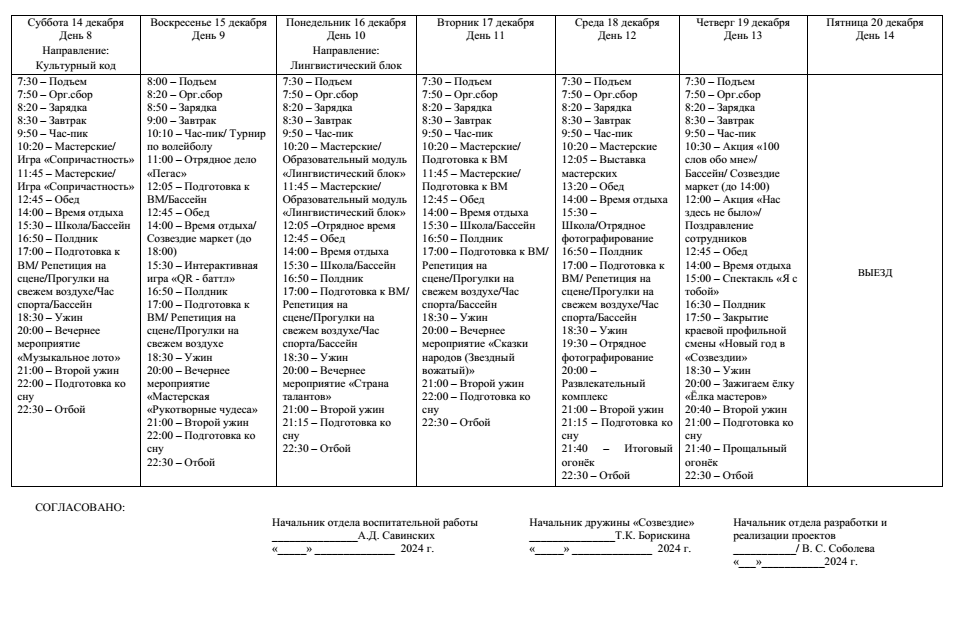 Суббота 14 декабря
День 8
Направление:
Культурный код
7:30 – Подъем
7:50 – Орг.сбор
8:20 – Зарядка
8:30 – Завтрак
9:50 – Час-пик
10:20 – Мастерские/
Игра «Сопричастность»
11:45 – Мастерские/
Игра «Сопричастность»
12:45 – Обед
14:00 – Время отдыха
15:30 – Школа/Бассейн
16:50 – Полдник
17:00 – Подготовка к
ВМ/ Репетиция на
сцене/Прогулки на
свежем воздухе/Час
спорта/Бассейн
18:30 – Ужин
20:00 – Вечернее
мероприятие
«Музыкальное лото»
21:00 – Второй ужин
22:00 – Подготовка ко
сну
22:30 – Отбой
Воскресенье 15 декабря
День 9
8:00 – Подъем
8:20 – Орг.сбор
8:50 – Зарядка
9:00 – Завтрак
10:10 – Час-пик/ Турнир
по волейболу
11:00 – Отрядное дело
«Пегас»
12:05 – Подготовка к
ВМ/Бассейн
12:45 – Обед
14:00 – Время отдыха/
Созвездие маркет (до
18:00)
15:30 – Интерактивная
игра «QR - баттл»
16:50 – Полдник
17:00 – Подготовка к
ВМ/ Репетиция на
сцене/Прогулки на
свежем воздухе
18:30 – Ужин
20:00 – Вечернее
мероприятие
«Мастерская
«Рукотворные чудеса»
21:00 – Второй ужин
22:00 – Подготовка ко
сну
22:30 – Отбой
Понедельник 16 декабря
День 10
Направление:
Лингвистический блок
7:30 – Подъем
7:50 – Орг.сбор
8:20 – Зарядка
8:30 – Завтрак
9:50 – Час-пик
10:20 – Мастерские/
Образовательный модуль
«Лингвистический блок»
11:45 – Мастерские/
Образовательный модуль
«Лингвистический блок»
12:05 –Отрядное время
12:45 – Обед
14:00 – Время отдыха
15:30 – Школа/Бассейн
16:50 – Полдник
17:00 – Подготовка к ВМ/
Репетиция на
сцене/Прогулки на
свежем воздухе/Час
спорта/Бассейн
18:30 – Ужин
20:00 – Вечернее
мероприятие «Страна
талантов»
21:00 – Второй ужин
21:15 – Подготовка ко
сну
22:30 – Отбой
Вторник 17 декабря
День 11
7:30 – Подъем
7:50 – Орг.сбор
8:20 – Зарядка
8:30 – Завтрак
9:50 – Час-пик
10:20 – Мастерские/
Подготовка к ВМ
11:45 – Мастерские/
Подготовка к ВМ
12:45 – Обед
14:00 – Время отдыха
15:30 – Школа/Бассейн
16:50 – Полдник
17:00 – Подготовка к ВМ/
Репетиция на
сцене/Прогулки на
свежем воздухе/Час
спорта/Бассейн
18:30 – Ужин
20:00 – Вечернее
мероприятие «Сказки
народов (Звездный
вожатый)»
21:00 – Второй ужин
22:00 – Подготовка ко
сну
22:30 – Отбой
Среда 18 декабря
День 12
7:30 – Подъем
7:50 – Орг.сбор
8:20 – Зарядка
8:30 – Завтрак
9:50 – Час-пик
10:20 – Мастерские
12:05 – Выставка
мастерских
13:20 – Обед
14:00 – Время отдыха
15:30 –
Школа/Отрядное
фотографирование
16:50 – Полдник
17:00 – Подготовка к
ВМ/ Репетиция на
сцене/Прогулки на
свежем воздухе/Час
спорта/Бассейн
18:30 – Ужин
19:30 – Отрядное
фотографирование
20:00 –
Развлекательный
комплекс
21:00 – Второй ужин
21:15 – Подготовка ко
сну
21:40 – Итоговый
огонёк
22:30 – Отбой
Четверг 19 декабря
День 13
7:30 – Подъем
7:50 – Орг.сбор
8:20 – Зарядка
8:30 – Завтрак
9:50 – Час-пик
10:30 – Акция «100
слов обо мне»/
Бассейн/ Созвездие
маркет (до 14:00)
12:00 – Акция «Нас
здесь не было»/
Поздравление
сотрудников
12:45 – Обед
14:00 – Время отдыха
15:00 – Спектакль «Я с
тобой»
16:30 – Полдник
17:50 – Закрытие
краевой профильной
смены «Новый год в
«Созвездии»
18:30 – Ужин
20:00 – Зажигаем ёлку
«Ёлка мастеров»
20:40 – Второй ужин
21:00 – Подготовка ко
сну
21:40 – Прощальный
огонёк
22:30 – Отбой
Пятница 20 декабря
День 14
ВЫЕЗД
СОГЛАСОВАНО:
Начальник отдела воспитательной работы
_______________А.Д. Савинских
«_____» ______________ 2024 г.
Начальник дружины «Созвездие»
_______________Т.К. Борискина
«_____» ______________ 2024 г.
Начальник отдела разработки и
реализации проектов
___________/ В. С. Соболева
«___»___________2024 г.